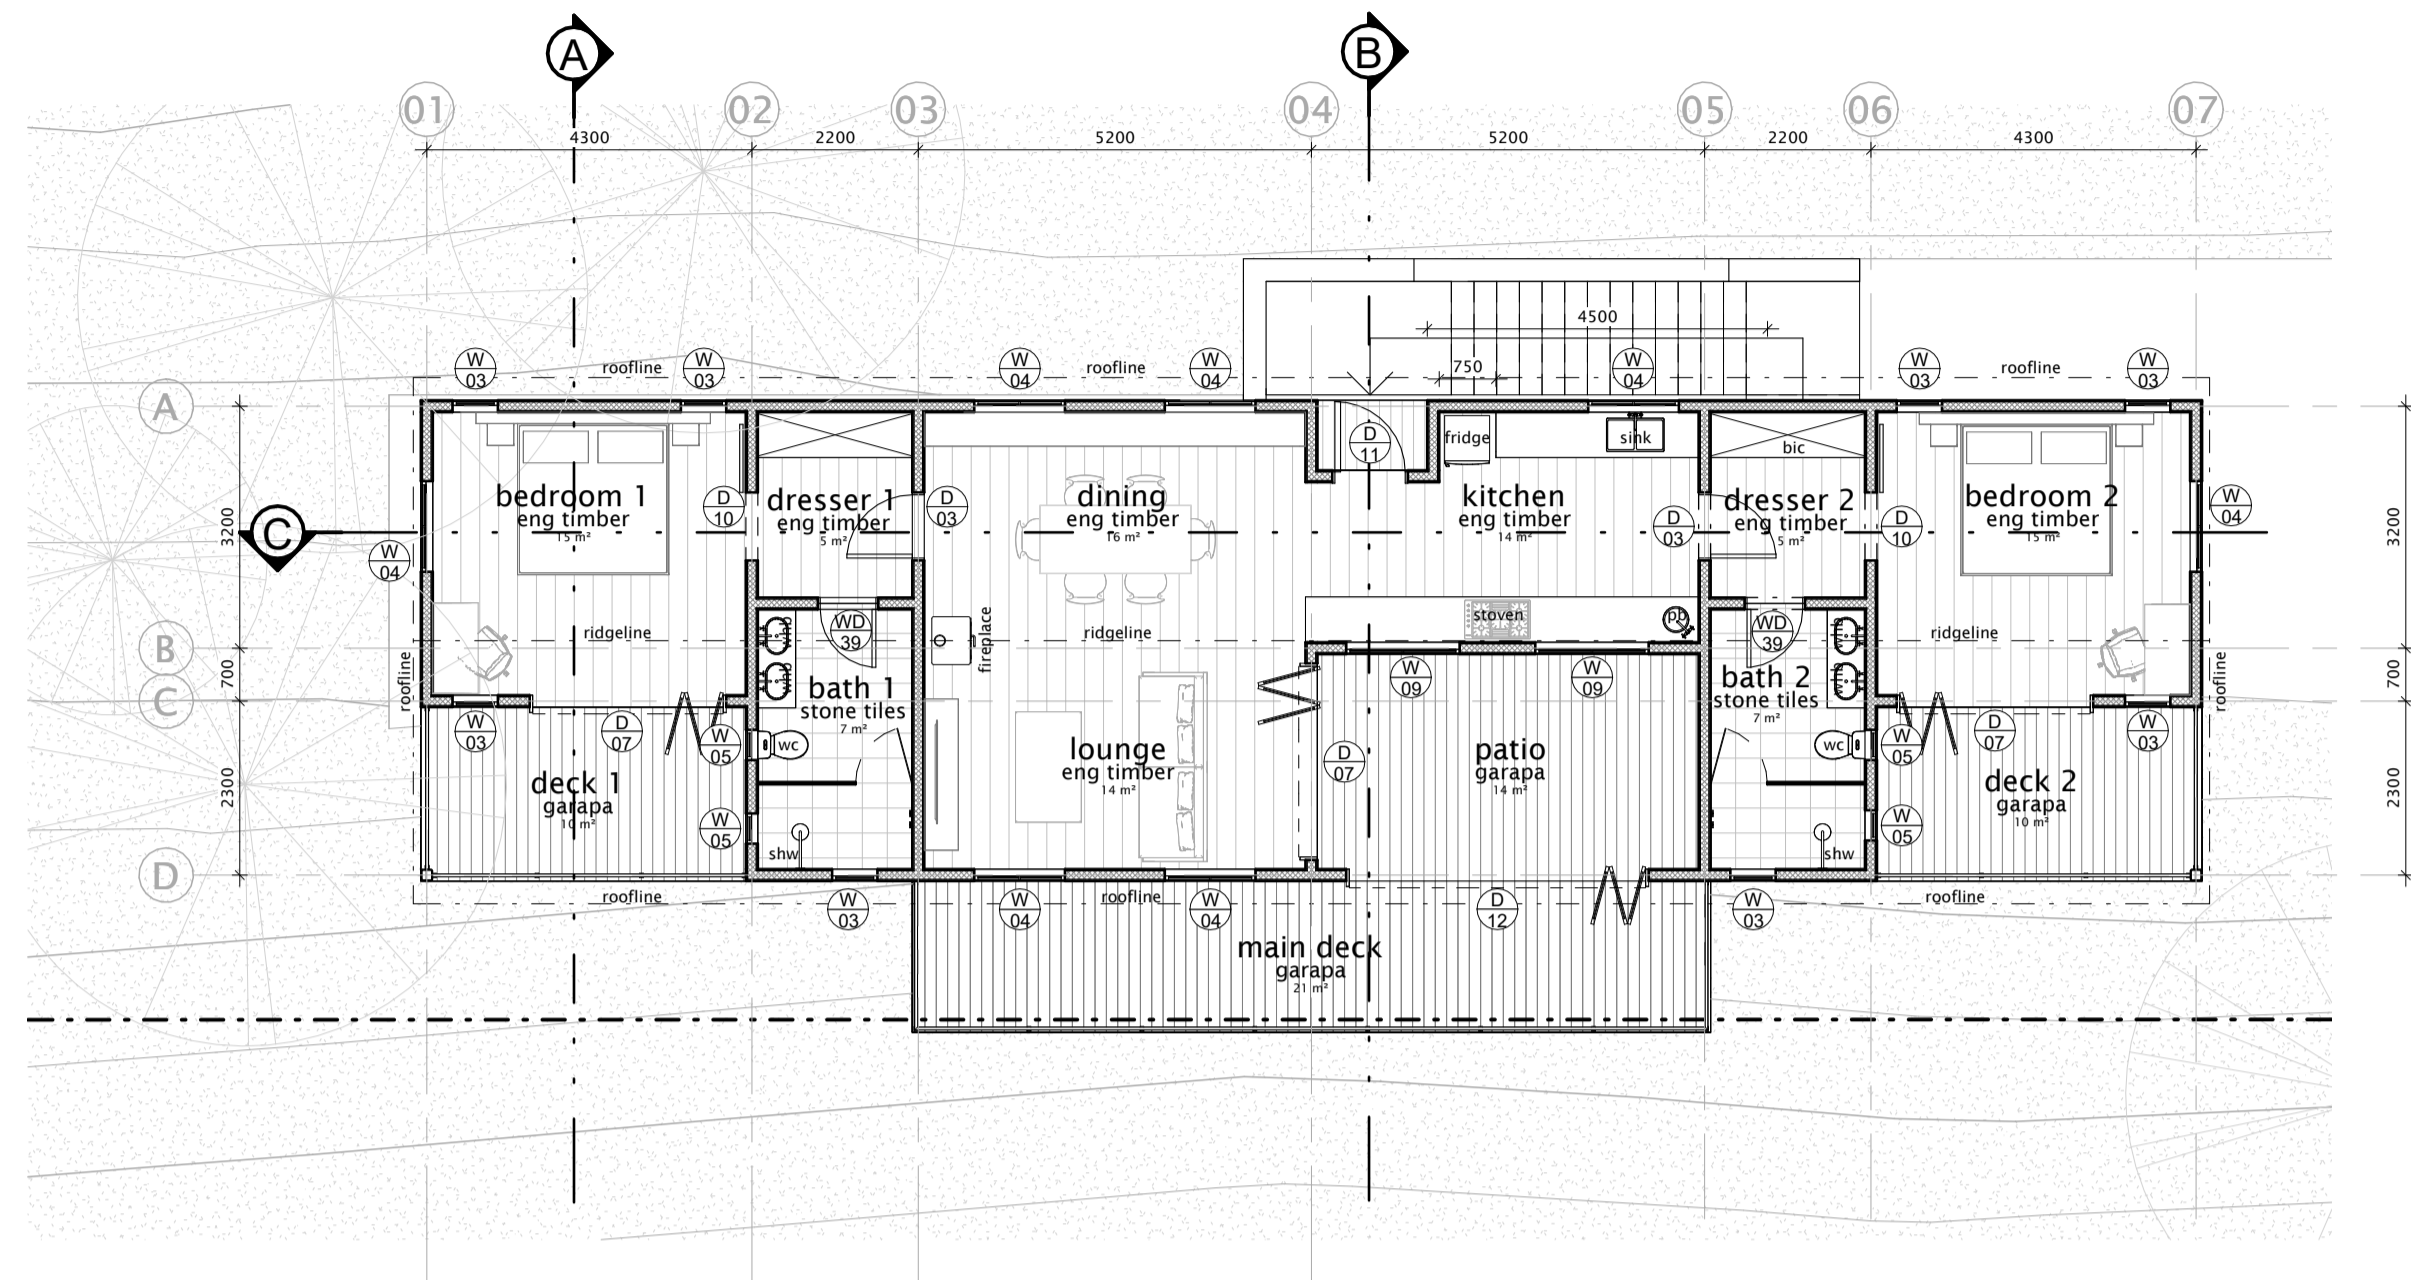 A B
01 02 03 04 05 06 07
4300 2200 5200 5200 2200 4300
4500
750
W 03
roofline
W 03
W 04
roofline
W 04
W 04
W 03
roofline
W 03
A
B
C
D
3200
700
2300
C
W 04
roofline
bedroom 1
eng timber
15 m²
D 10
dresser 1
eng timber
5 m²
D 03
dining
eng timber
16 m²
D 11
fridge
sink
kitchen
eng timber
14 m²
D 03
bic
dresser 2
eng timber
5 m²
D 10
bedroom 2
eng timber
15 m²
W 04
3200
700
2300
roofline
ridgeline
WD 39
whb
whb
fireplace
ridgeline
stoven
pb
WD 39
whb
whb
ridgeline
W 03
D 07
W 05
bath 1
stone tiles
7 m²
wc
W 09
W 09
bath 2
stone tiles
7 m²
wc
W 05
D 07
W 03
deck 1
garapa
10 m²
W 05
shw
lounge
eng timber
14 m²
D 07
patio
garapa
14 m²
shw
W 05
deck 2
garapa
10 m²
roofline
W 03
W 04
roofline
W 04
D 12
W 03
roofline
main deck
garapa
21 m²